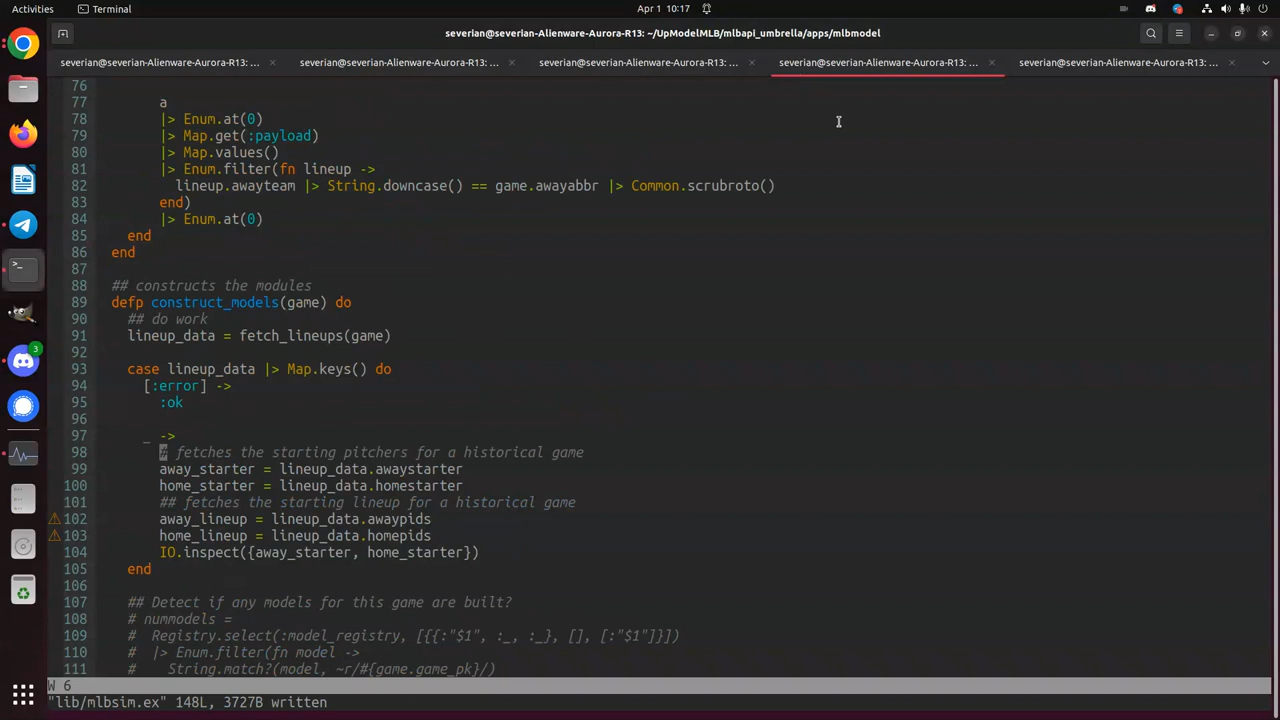 Activities
Terminal
Apr 1 10:17
severian@severian-Alienware-Aurora-R13: ~/UpModelMLB/mlbapi_umbrella/apps/mlbmodel
severian@severian-Alienware-Aurora-R13: ...
severian@severian-Alienware-Aurora-R13: ...
severian@severian-Alienware-Aurora-R13: ...
severian@severian-Alienware-Aurora-R13: ...
severian@severian-Alienware-Aurora-R13: ...
3
76
77 a
78 |> Enum.at(0)
79 |> Map.get(:payload)
80 |> Map.values()
81 |> Enum.filter(fn lineup ->
82 lineup.awayteam |> String.downcase() == game.awayabbr |> Common.scrubroto()
83 end)
84 |> Enum.at(0)
85 end
86 end
87
88 ## constructs the modules
89 defp construct_models(game) do
90 ## do work
91 lineup_data = fetch_lineups(game)
92
93 case lineup_data |> Map.keys() do
94 [:error] ->
95 :ok
96
97 _ ->
98 # fetches the starting pitchers for a historical game
99 away_starter = lineup_data.awaystarter
100 home_starter = lineup_data.homestarter
101 ## fetches the starting lineup for a historical game
102 away_lineup = lineup_data.awaypids
103 home_lineup = lineup_data.homepids
104 IO.inspect({away_starter, home_starter})
105 end
106
107 ## Detect if any models for this game are built?
108 # nummodels =
109 # Registry.select(:model_registry, [{{:"$1", :_, :_}, [], [:"$1"]}])
110 # |> Enum.filter(fn model ->
111 # String.match?(model, ~r/#{game.game_pk}/)
W 6
"lib/mlbsim.ex" 148L, 3727B written